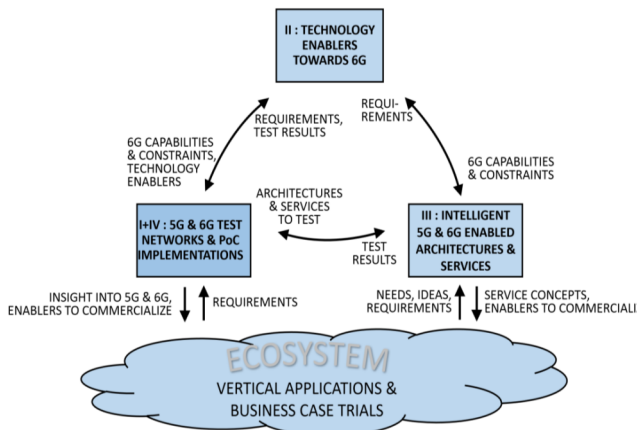 II : TECHNOLOGY
ENABLERS
TOWARDS 6G
REQUIREMENTS,
TEST RESULTS
REQUI-
REMENTS
6G CAPABILITIES
& CONSTRAINTS,
TECHNOLOGY
ENABLERS
6G CAPABILITIES
& CONSTRAINTS
ARCHITECTURES
& SERVICES
TO TEST
I+IV : 5G & 6G TEST
NETWORKS & PoC
IMPLEMENTATIONS
TEST
RESULTS
III : INTELLIGENT
5G & 6G ENABLED
ARCHITECTURES &
SERVICES
INSIGHT INTO 5G & 6G,
ENABLERS TO COMMERCIALIZE
REQUIREMENTS
NEEDS, IDEAS,
REQUIREMENTS
SERVICE CONCEPTS,
ENABLERS TO COMMERCIALI
ECOSYSTEM
VERTICAL APPLICATIONS &
BUSINESS CASE TRIALS